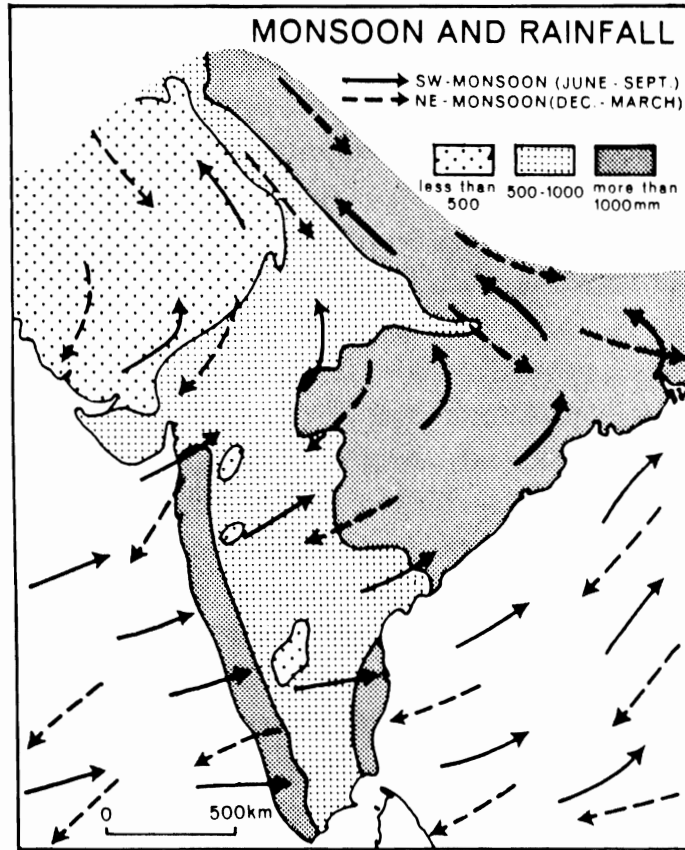 MONSOON AND RAINFALL
SW-MONSOON (JUNE - SEPT.)
NE-MONSOON(DEC.-MARCH)
less than
500
500-1000
more than
1000mm
0 500km